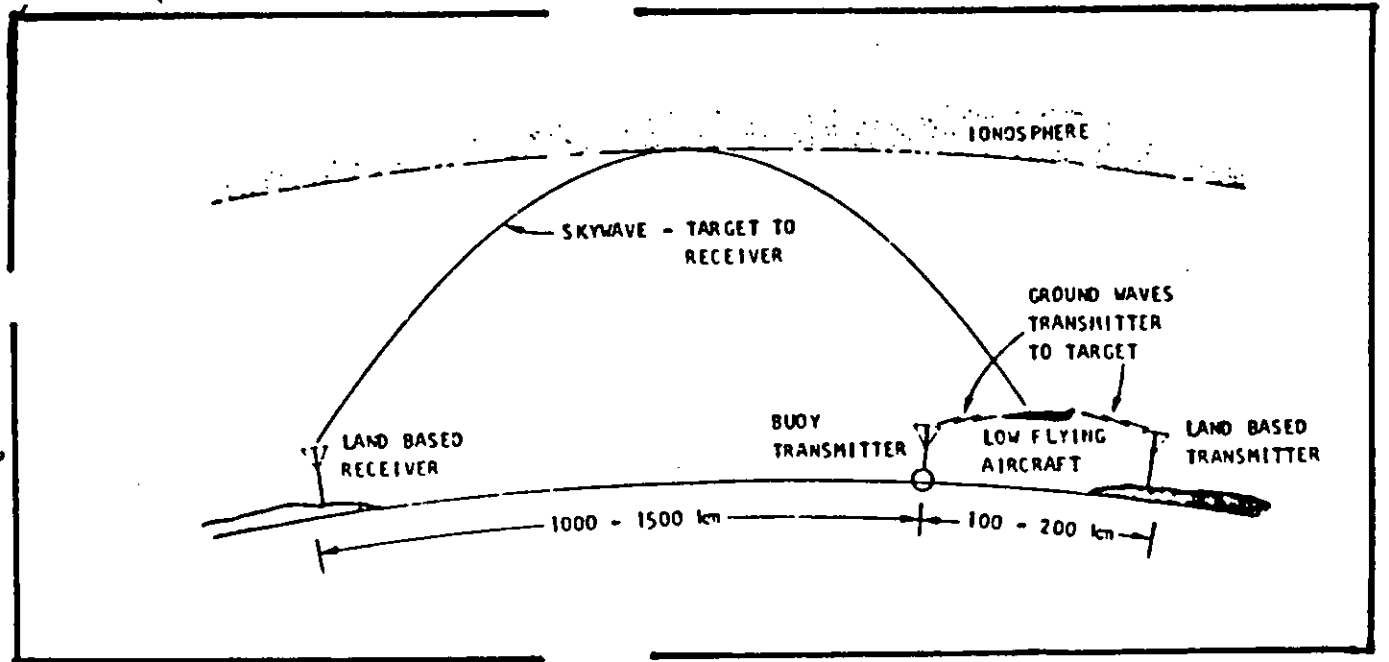 IONOSPHERE
SKYWAVE - TARGET TO
RECEIVER
GROUND WAVES
TRANSMITTER
TO TARGET
BUOY
TRANSMITTER
LOW FLYING
AIRCRAFT
LAND BASED
RECEIVER
LAND BASED
TRANSMITTER
1000 - 1500 km
100 - 200 km